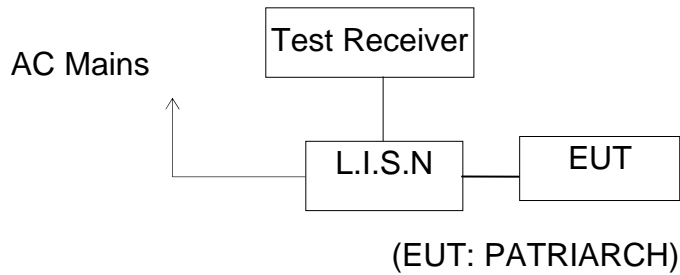 Test Receiver
AC Mains
L.I.S.N
EUT
(EUT: PATRIARCH)